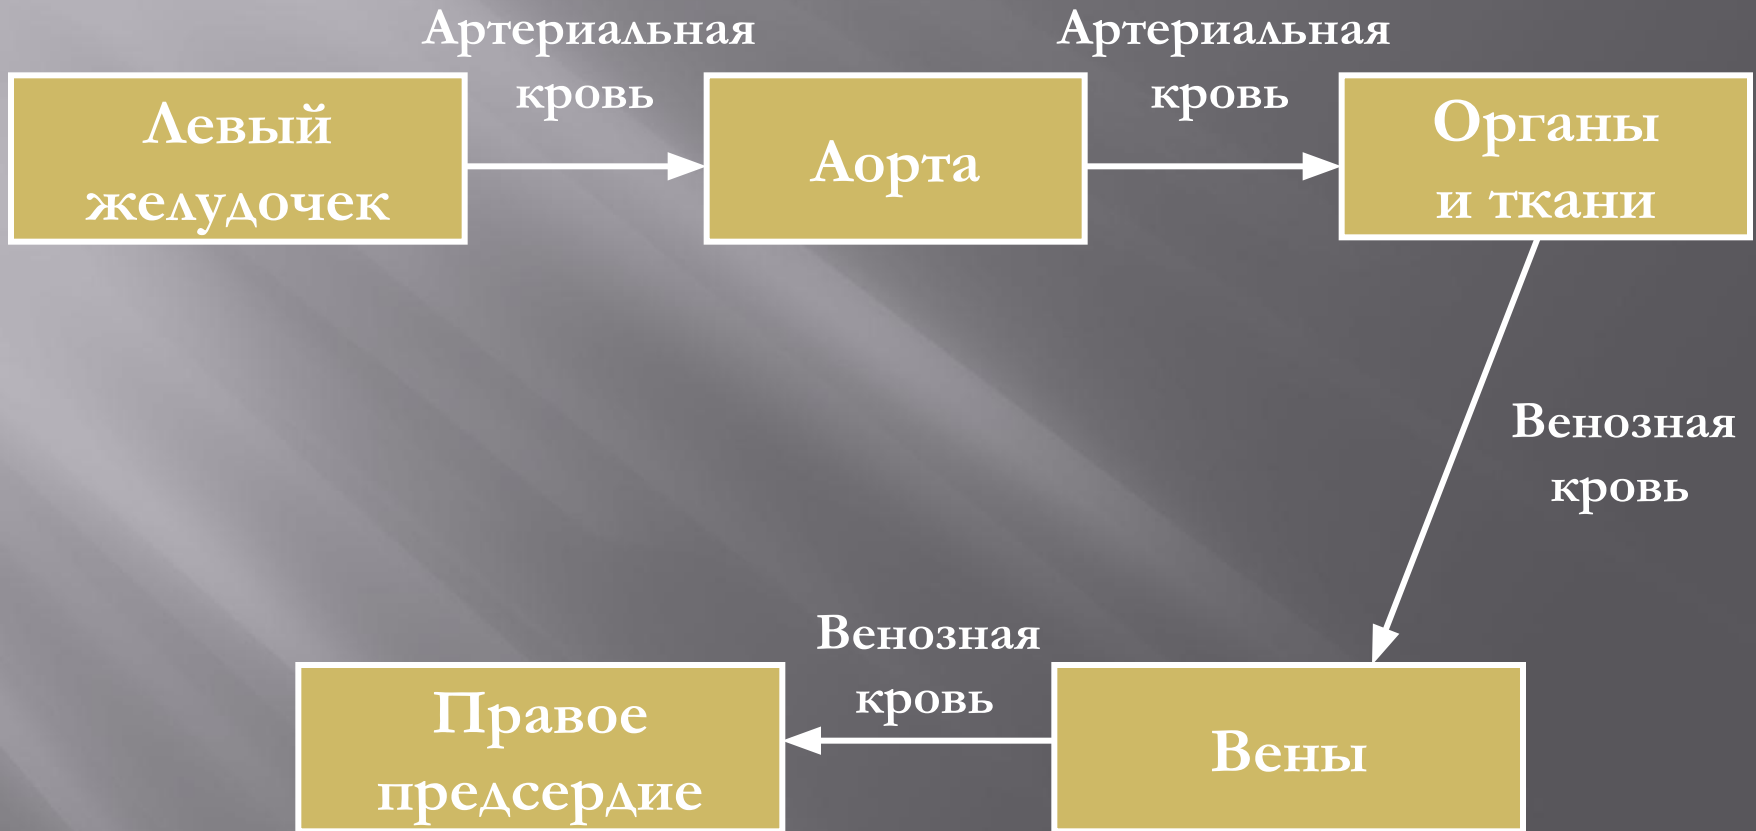 Артериальная
кровь
Артериальная
кровь
Левый
желудочек
Аорта
Органы
и ткани
Венозная
кровь
Венозная
кровь
Правое
предсердие
Вены